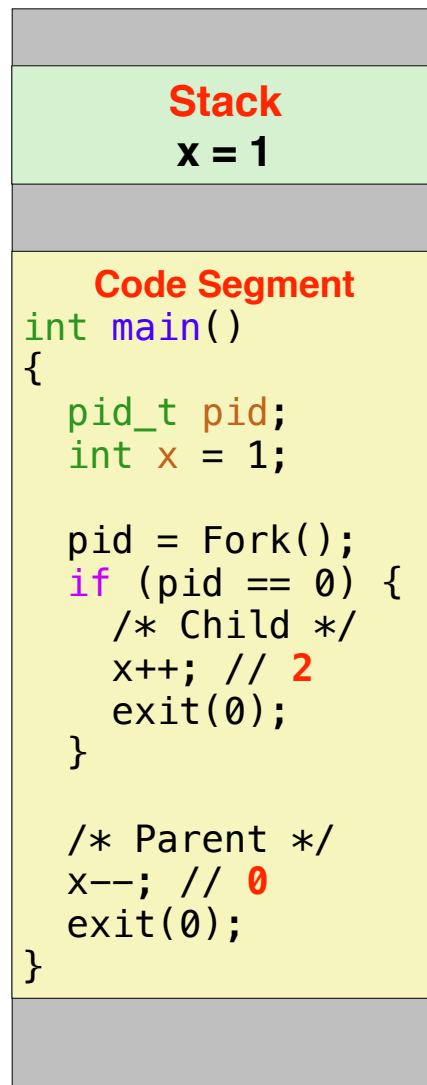 Stack
x = 1
Code Segment
int main()
{
  pid_t pid;
  int x = 1;

  pid = Fork();
  if (pid == 0) {
    /* Child */
    x++; // 2
    exit(0);
  }

  /* Parent */
  x--; // 0
  exit(0);
}